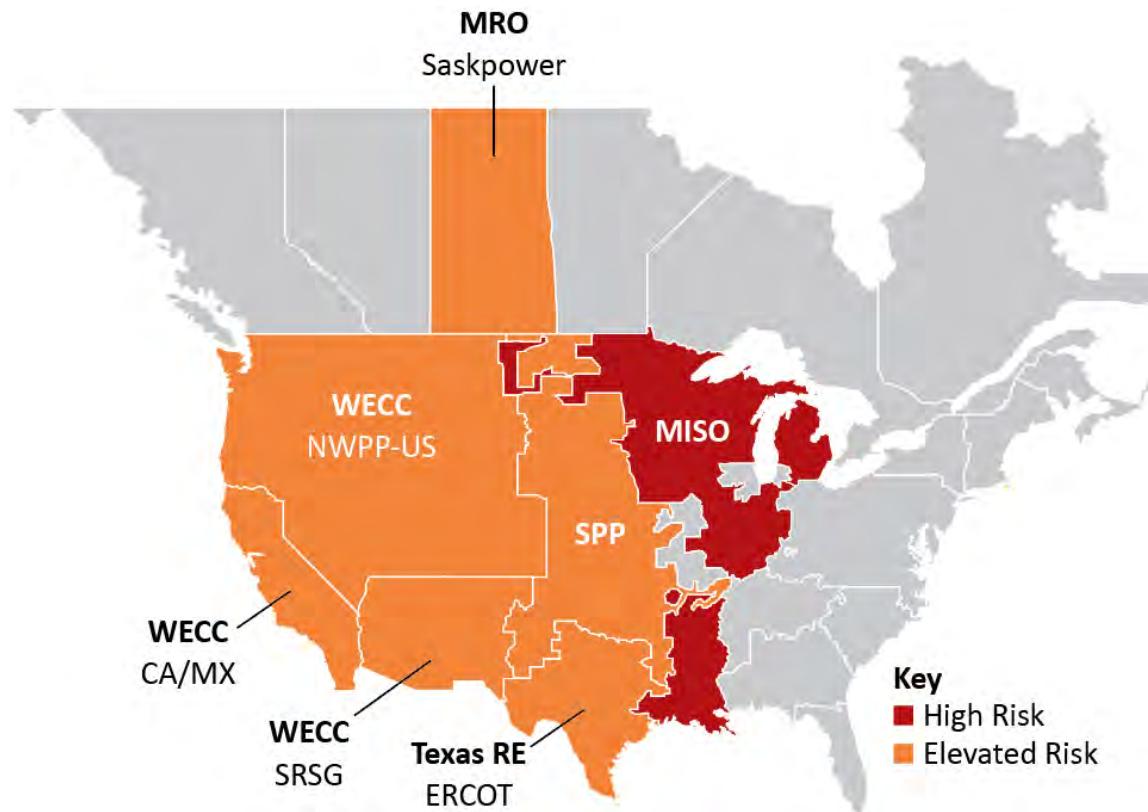 MRO
Saskpower
WECC
NWPP-US
MISO
SPP
WECC
CA/MX
WECC
SRSG
Texas RE
ERCOT
Key
High Risk
Elevated Risk